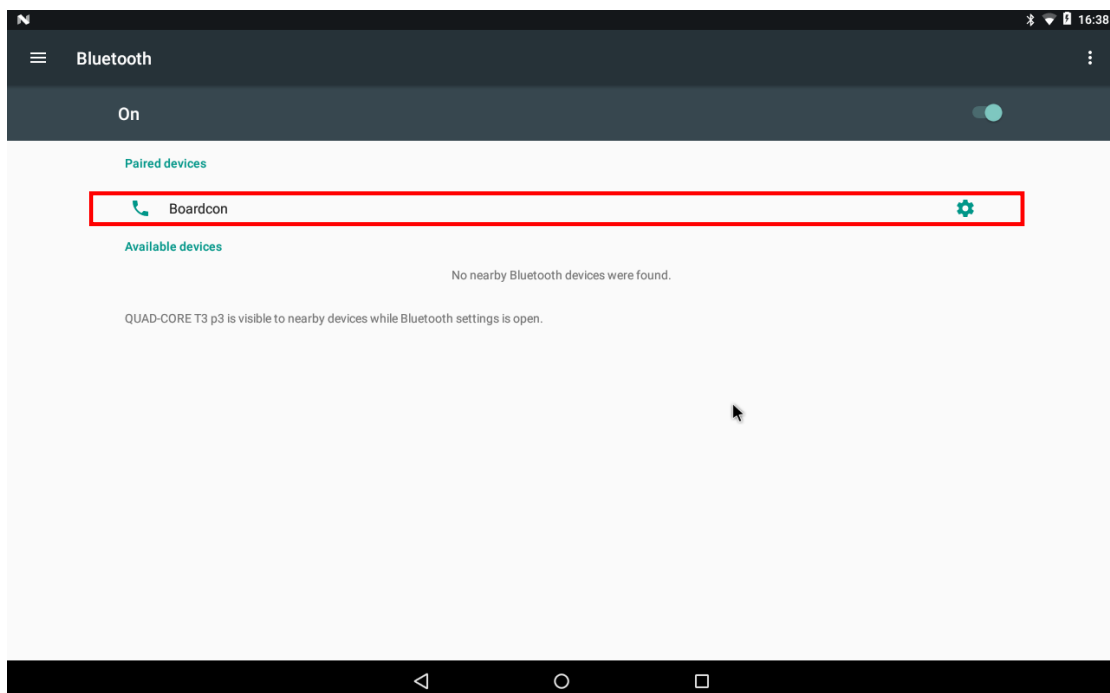 16:38
Bluetooth
On
Paired devices
Boardcon
Available devices
No nearby Bluetooth devices were found.
QUAD-CORE T3 p3 is visible to nearby devices while Bluetooth settings is open.